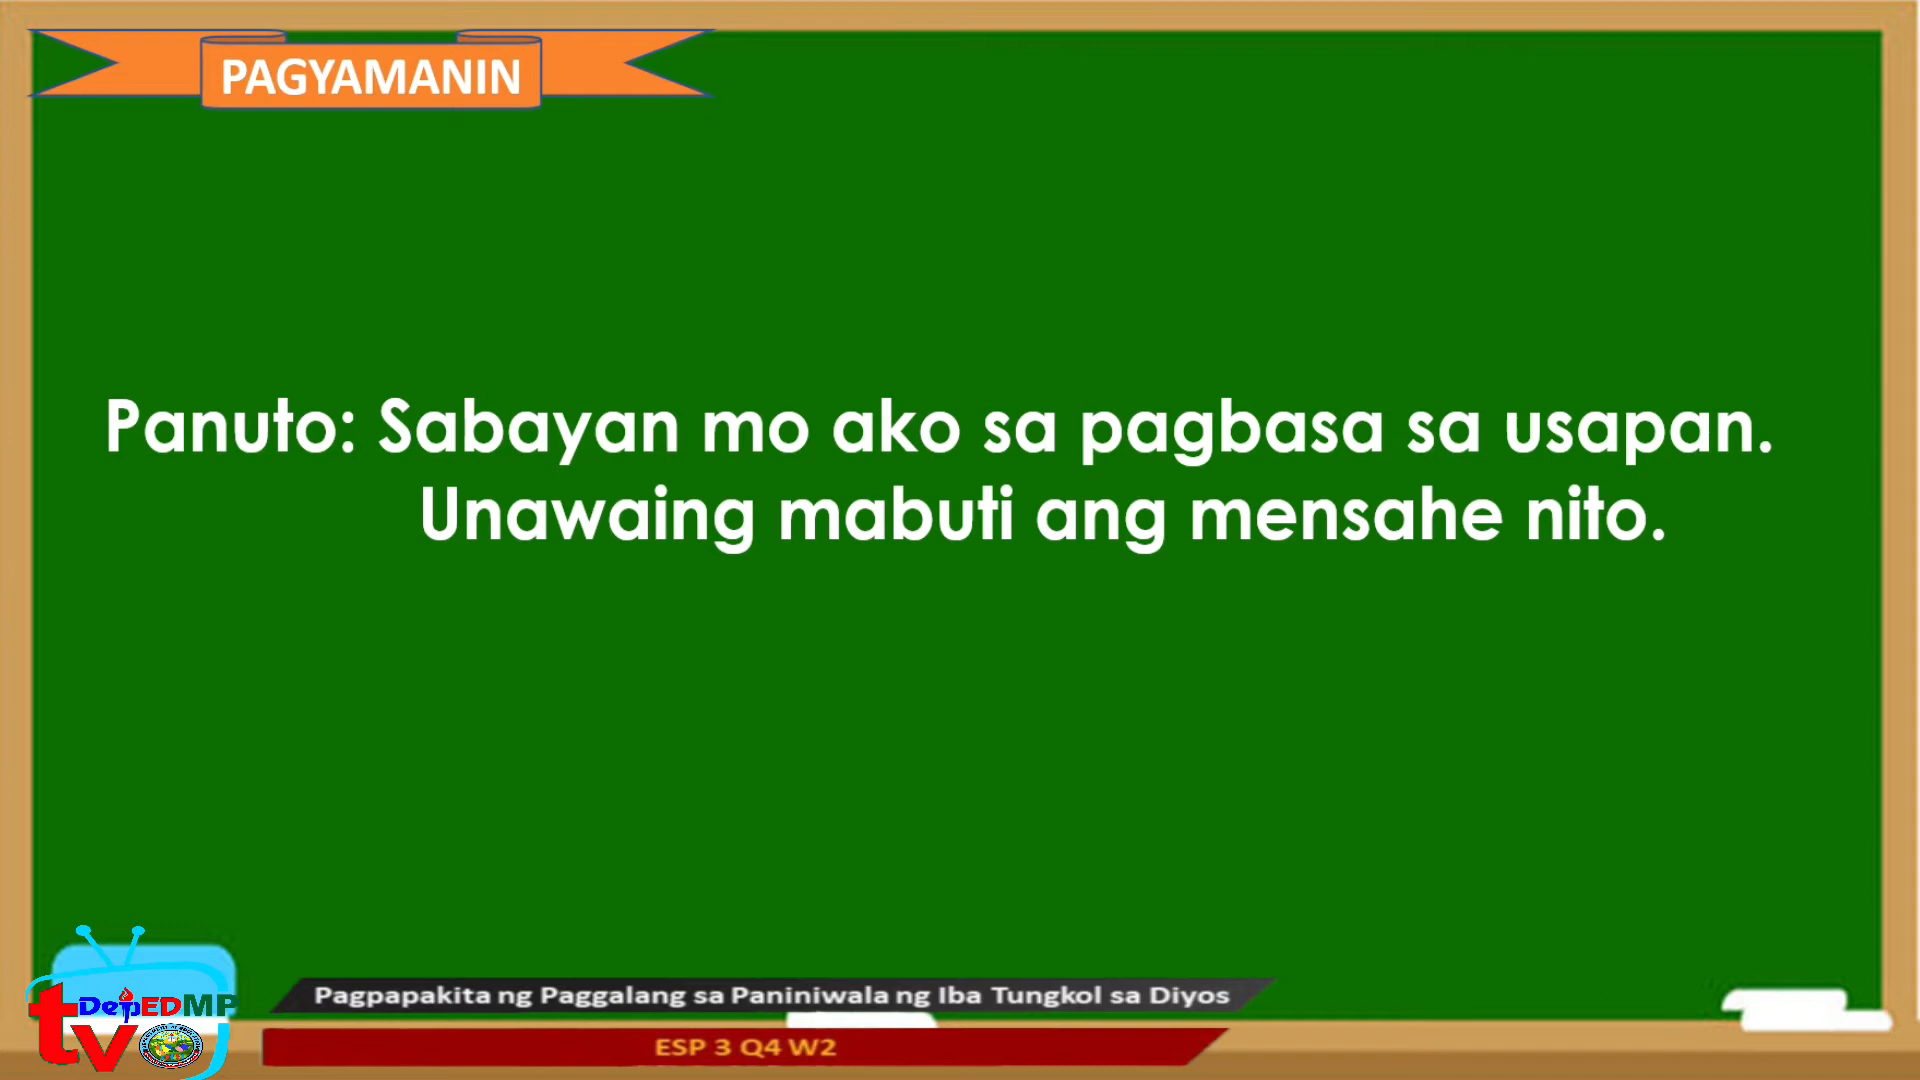 PAGYAMANIN
Panuto: Sabayan mo ako sa pagbasa sa usapan.
Unawaing mabuti ang mensahe nito.
Pagpapakita ng Paggalang sa Paniniwala ng Iba Tungkol sa Diyos
DepEDMP
tv
ESP 3 Q4 W2